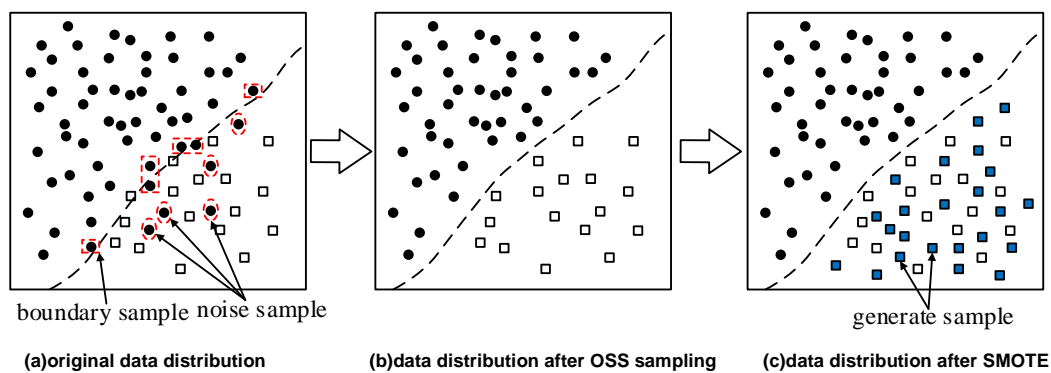 boundary sample noise sample
generate sample
(a)original data distribution
(b)data distribution after OSS sampling
(c)data distribution after SMOTE